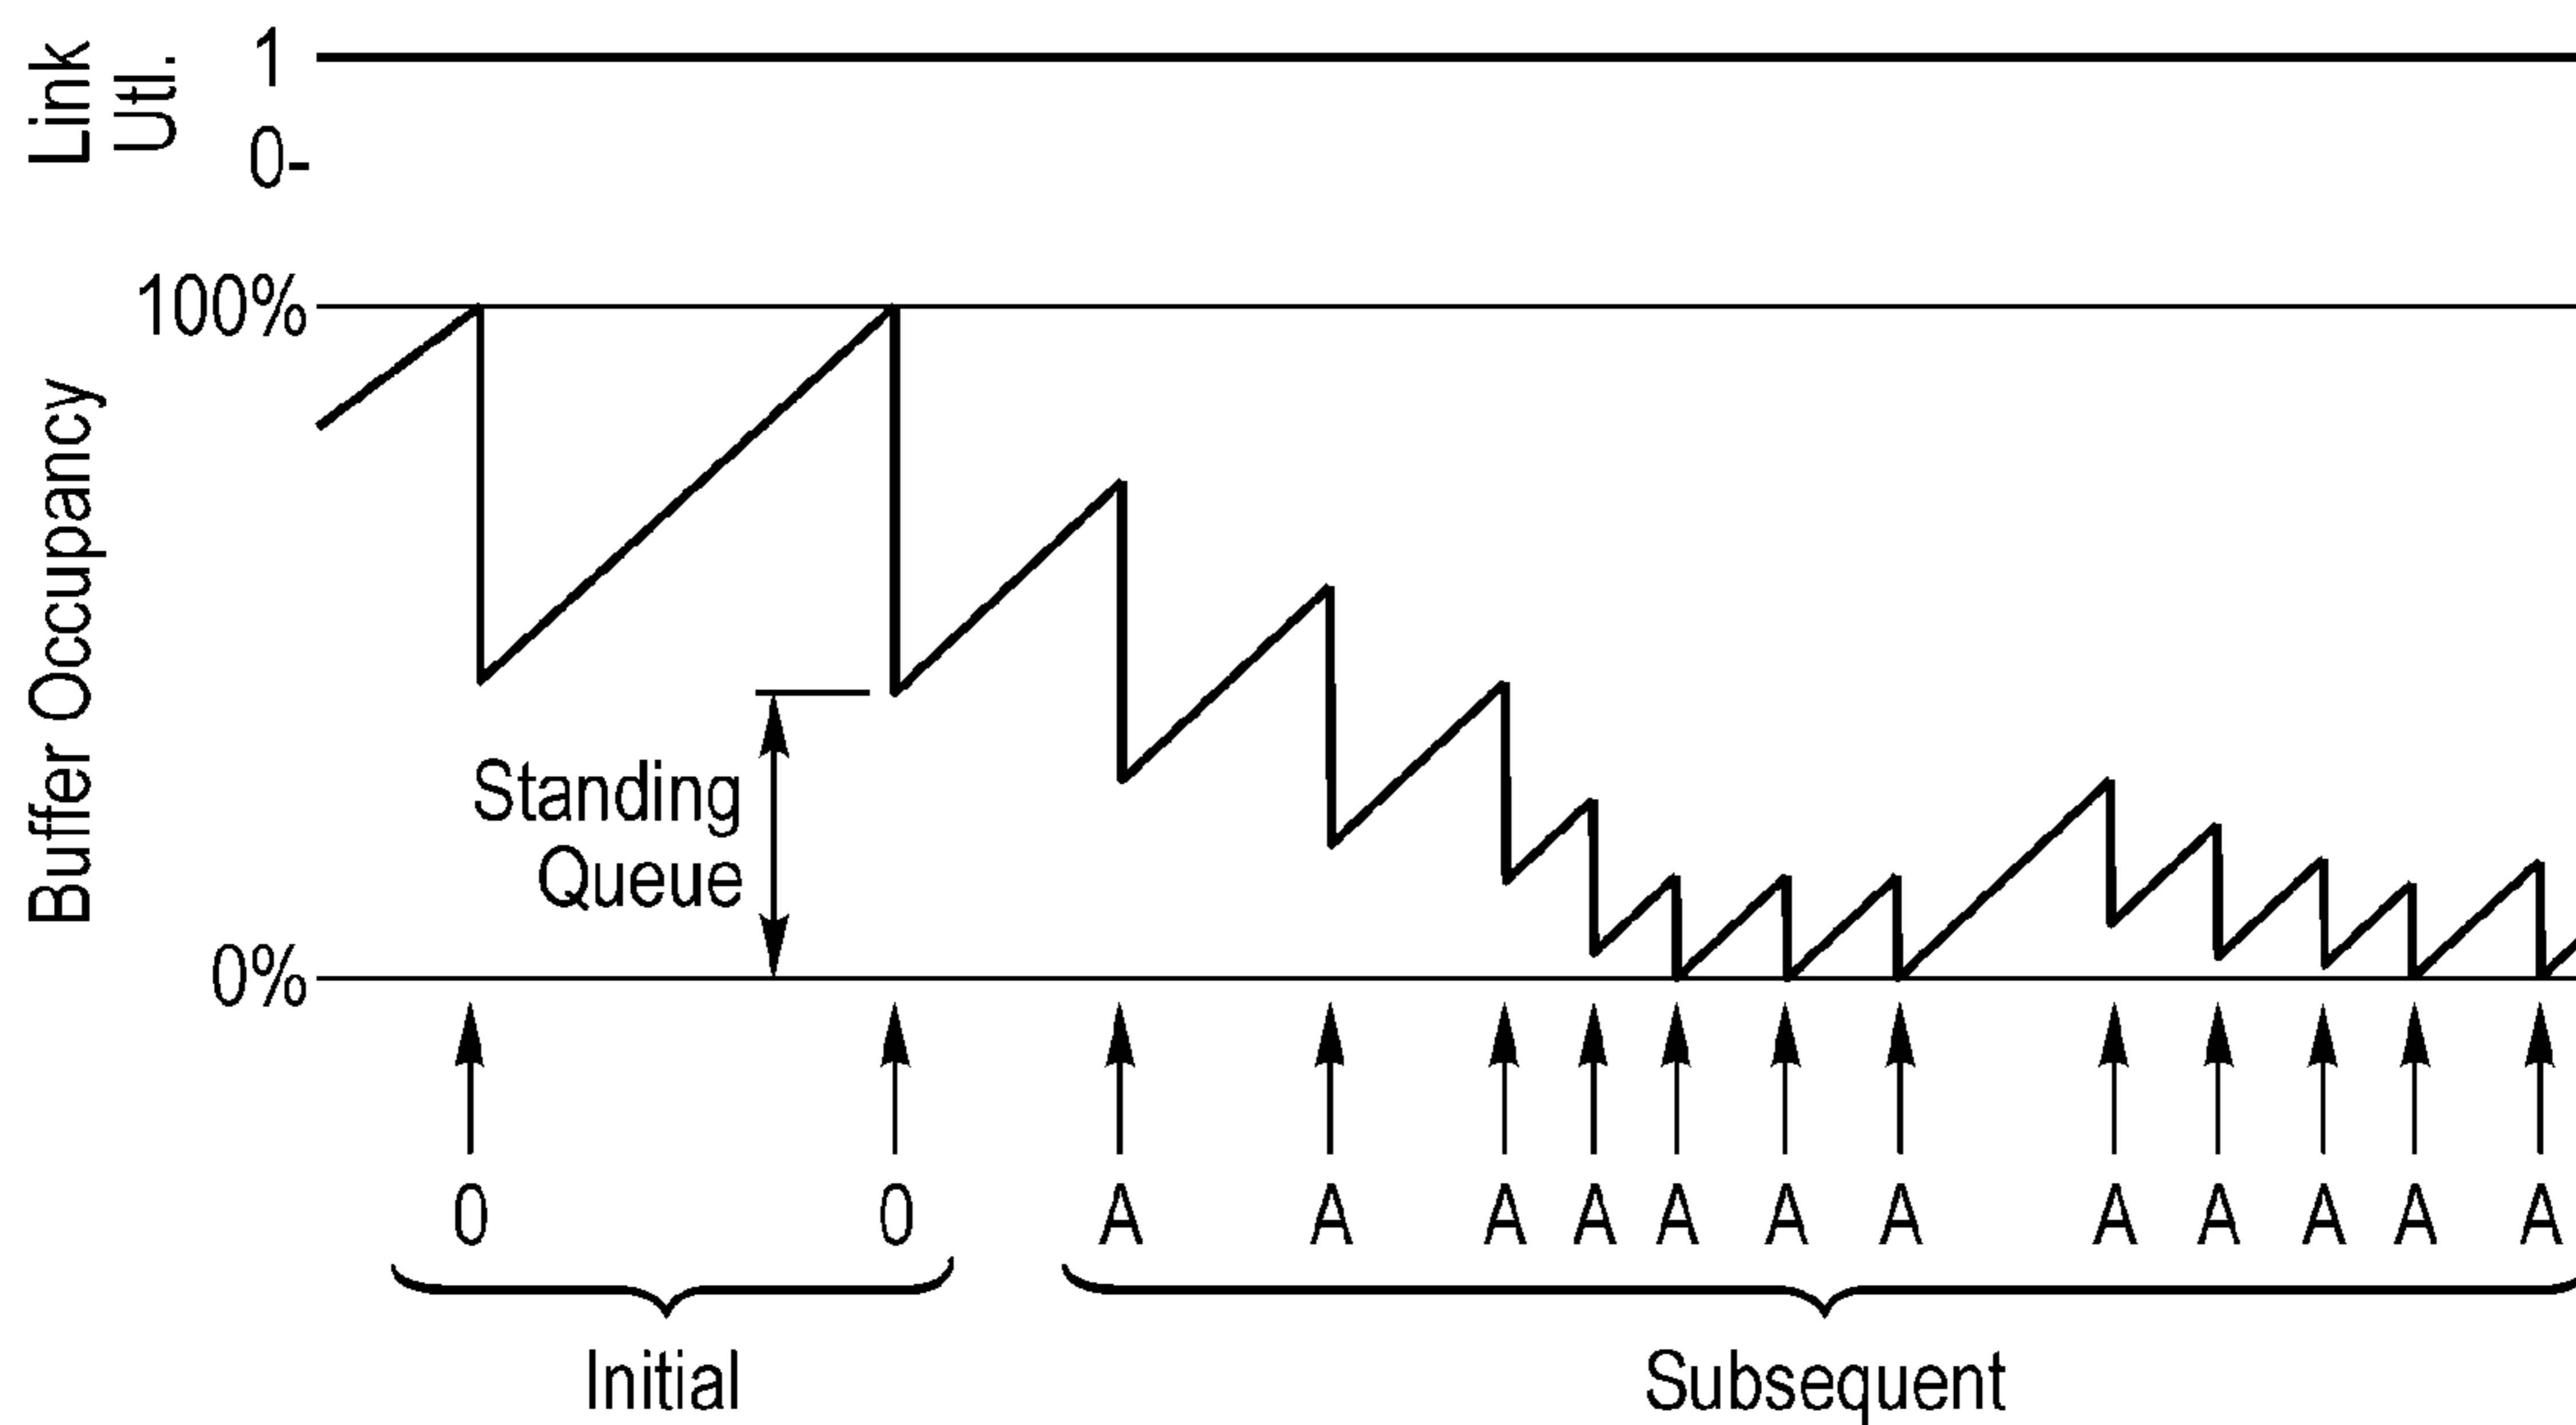 Link
Utl.
1
0-
100%
Buffer Occupancy
Standing
Queue
0%
0 0 A A A A A A A A A A A A
Initial
Subsequent